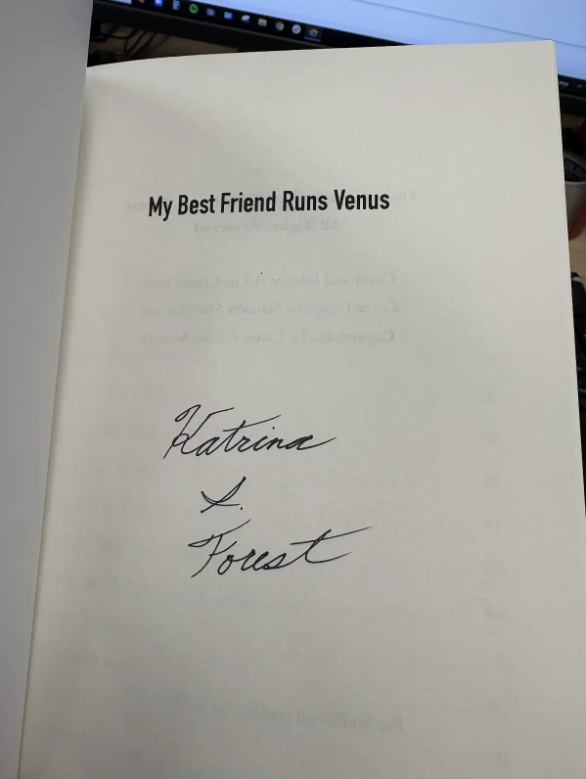 My Best Friend Runs Venus
Katrina
S.
Forest